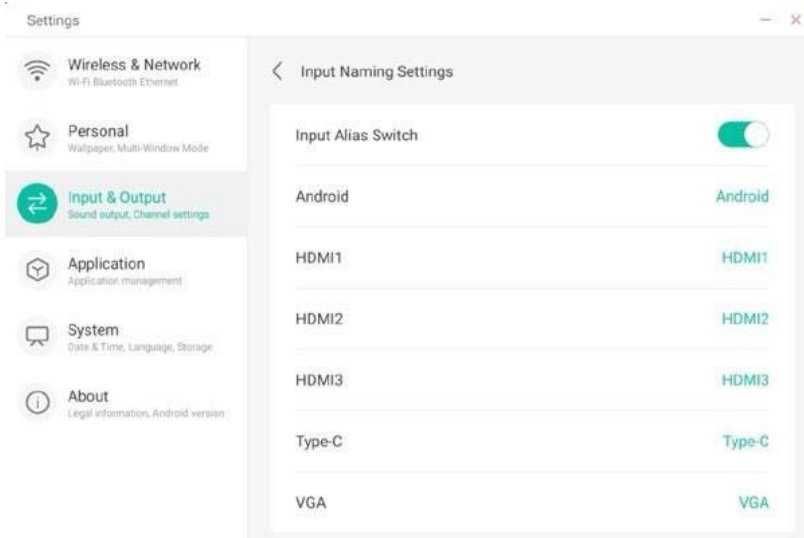 Settings
Wireless & Network
Wi-Fi Bluetooth Ethernet
Personal
Wallpaper, Multi-Window Mode
Input & Output
Sound output, Channel settings
Application
Application management
System
Date & Time, Language, Storage
About
Legal information, Android version
Input Naming Settings
Input Alias Switch
Android Android
HDMI1 HDMI1
HDMI2 HDMI2
HDMI3 HDMI3
Type-C Type-C
VGA VGA